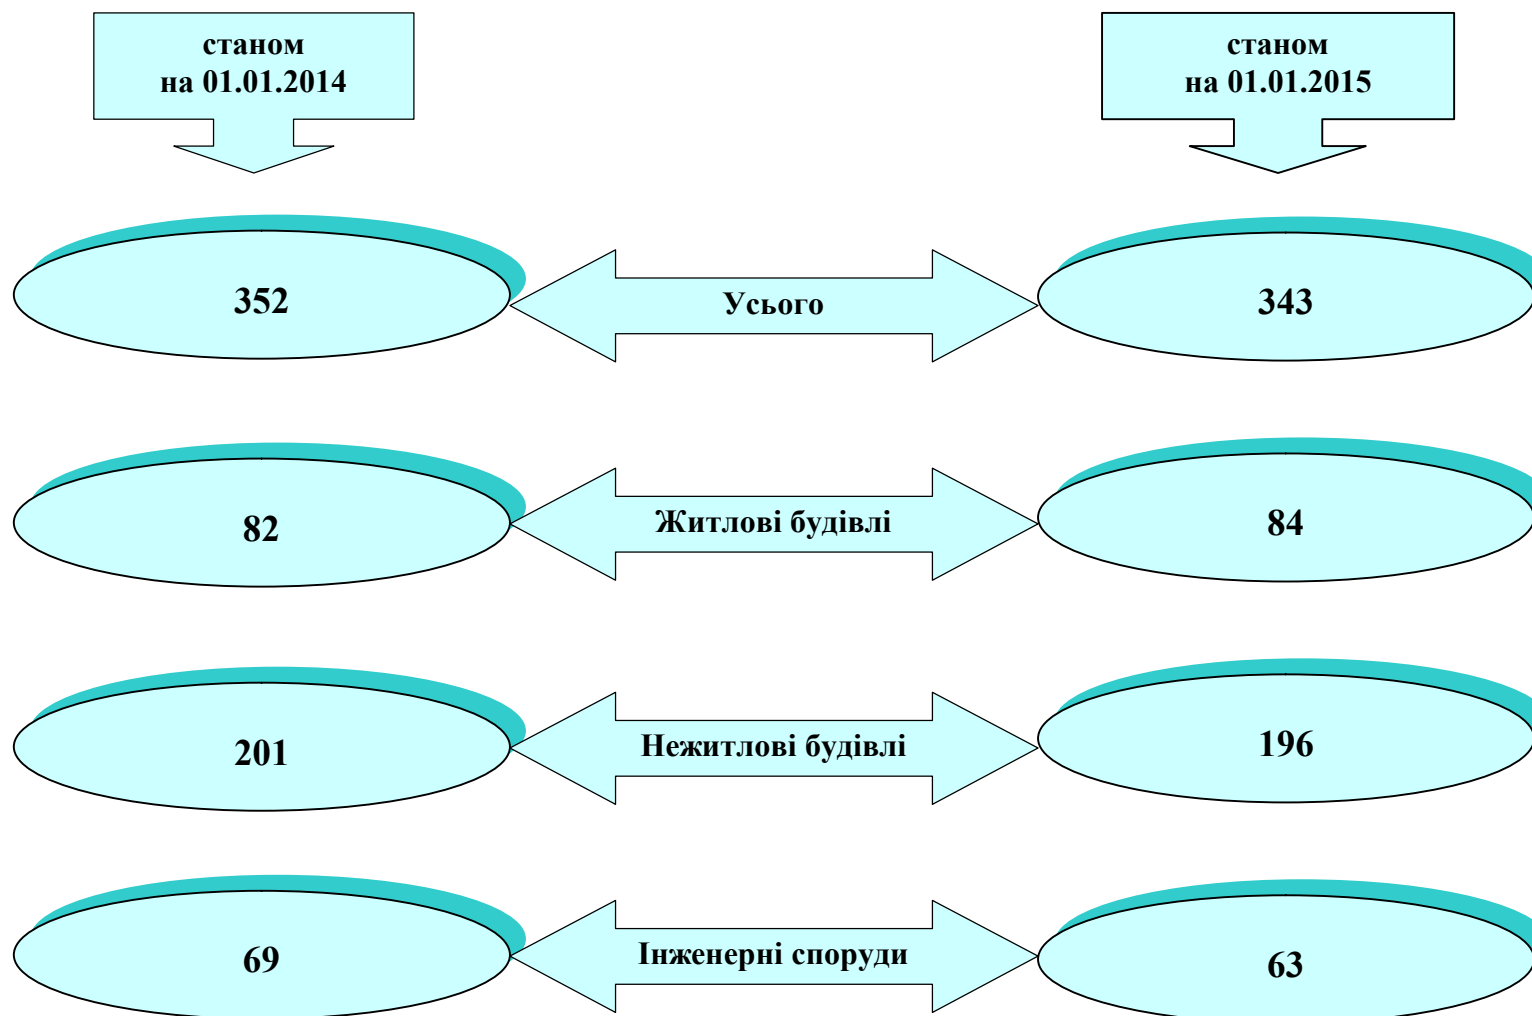 станом
на 01.01.2014
станом
на 01.01.2015
352
Усього
343
82
Житлові будівлі
84
201
Нежитлові будівлі
196
69
Інженерні споруди
63